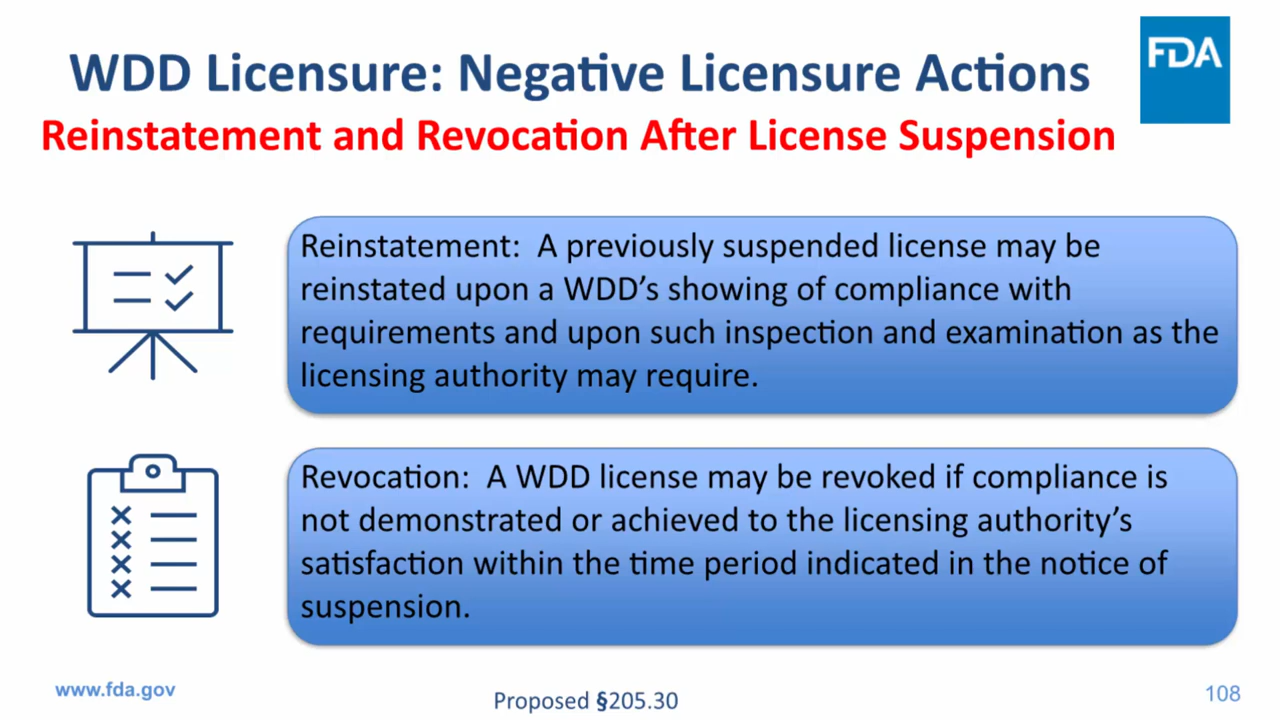 WDD Licensure: Negative Licensure Actions
FDA
Reinstatement and Revocation After License Suspension
Reinstatement:  A previously suspended license may be
reinstated upon a WDD’s showing of compliance with
requirements and upon such inspection and examination as the
licensing authority may require.
Revocation:  A WDD license may be revoked if compliance is
not demonstrated or achieved to the licensing authority’s
satisfaction within the time period indicated in the notice of
suspension.
www.fda.gov
Proposed §205.30
108